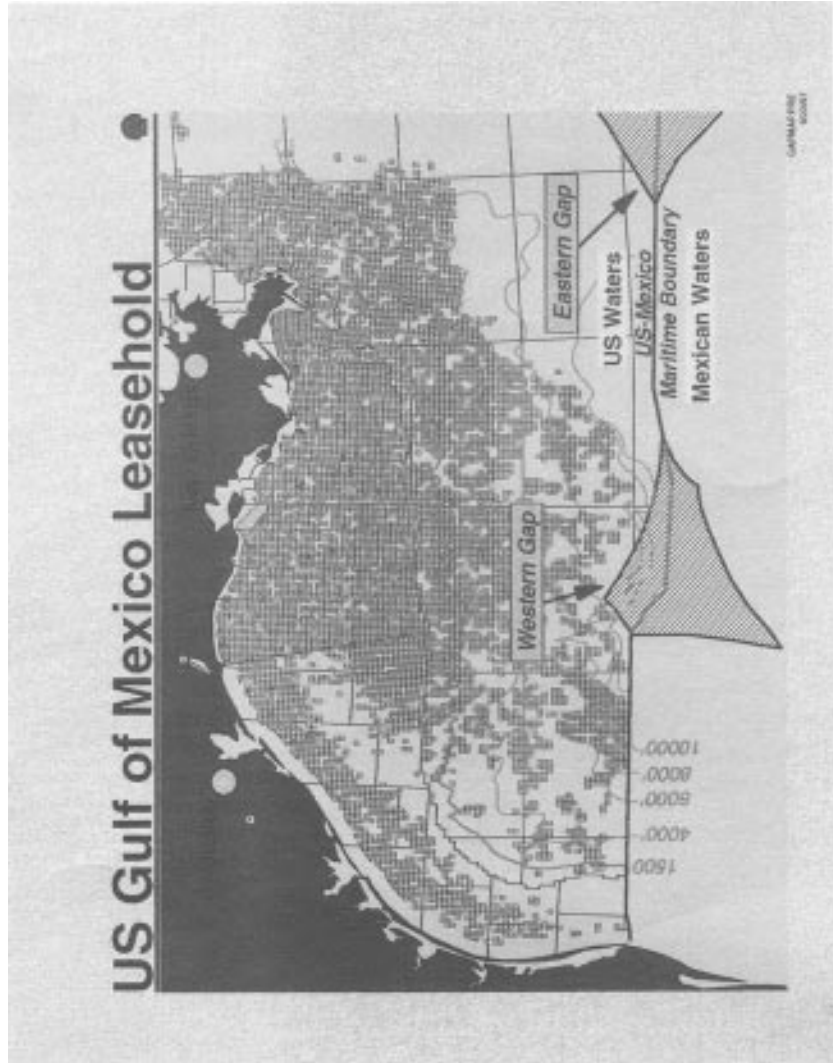 US Gulf of Mexico Leasehold
Western Gap
Eastern Gap
US Waters
US-Mexico
Maritime Boundary
Mexican Waters
1500
4000'
8000'
10000'